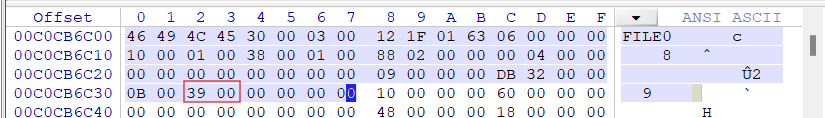 Offset 0 1 2 3 4 5 6 7 8 9 A B C D E F ANSI ASCII
00C0CB6C00 46 49 4C 45 30 00 03 00 12 1F 01 63 06 00 00 00 FILE0 c
00C0CB6C10 10 00 01 00 38 00 01 00 88 02 00 00 00 04 00 00 8 ˆ
00C0CB6C20 00 00 00 00 00 00 00 00 09 00 00 00 DB 32 00 00 Û2
00C0CB6C30 0B 00 39 00 00 00 00 00 10 00 00 00 60 00 00 00 9 `
00C0CB6C40 00 00 00 00 00 00 00 00 48 00 00 00 18 00 00 00 H